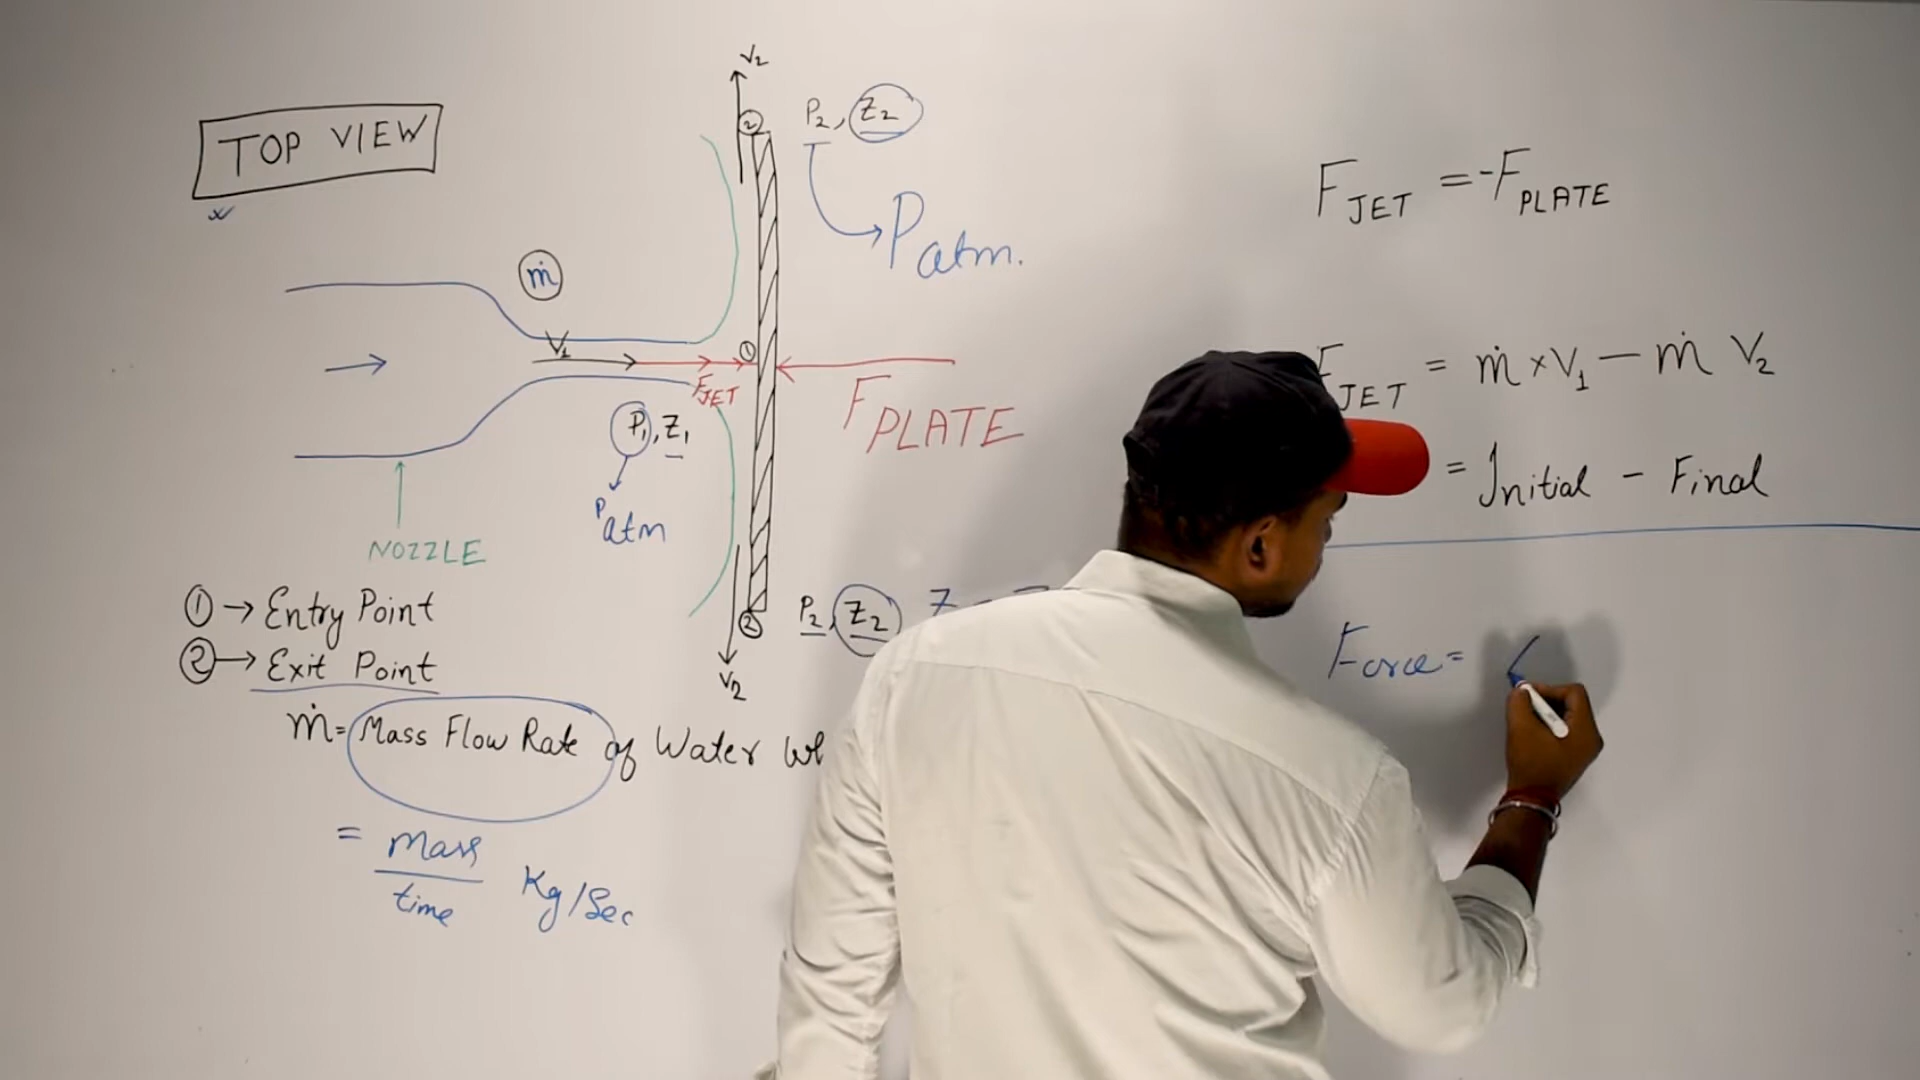 V2
②
P2, Z2
TOP VIEW
Patm.
ṁ
V1
①
FJET
FPLATE
P1, Z1
Patm
NOZZLE
① → Entry Point
② → Exit Point
②
P2, Z2
V2
ṁ = Mass Flow Rate of Water
= Mass
time
Kg/Sec
FJET = -FPLATE
FJET = ṁ × V1 − ṁ V2
= Initial - Final
Force = (